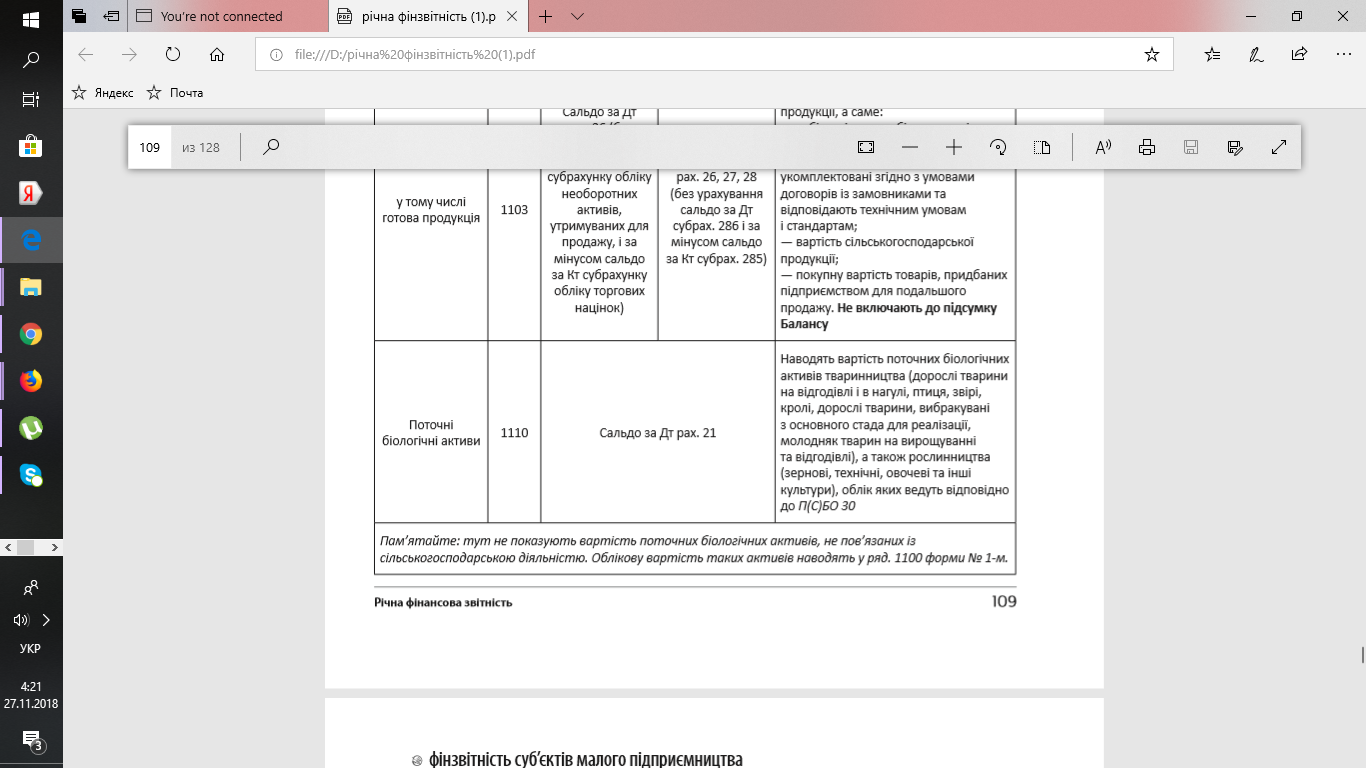 You're not connected
річна фінзвітність (1).p
file:///D:/річна%20фінзвітність%20(1).pdf
Яндекс
Почта
109 из 128
Сальдо за Дт
продукції, а саме:
у тому числі
готова продукція
1103
субрахунку обліку
необоротних
активів,
утримуваних для
продажу, і за
мінусом сальдо
за Кт субрахунку
обліку торгових
націнок)
рах. 26, 27, 28
(без урахування
сальдо за Дт
субрах. 286 і за
мінусом сальдо
за Кт субрах. 285)
укомплектовані згідно з умовами
договорів із замовниками та
відповідають технічним умовам
і стандартам;
— вартість сільськогосподарської
продукції;
— покупну вартість товарів, придбаних
підприємством для подальшого
продажу. Не включають до підсумку
Балансу
Поточні
біологічні активи
1110
Сальдо за Дт рах. 21
Наводять вартість поточних біологічних
активів тваринництва (дорослі тварини
на відгодівлі і в нагулі, птиця, звірі,
кролі, дорослі тварини, вибракувані
з основного стада для реалізації,
молодняк тварин на вирощуванні
та відгодівлі), а також рослинництва
(зернові, технічні, овочеві та інші
культури), облік яких ведуть відповідно
до П(С)БО 30
Пам'ятайте: тут не показують вартість поточних біологічних активів, не пов'язаних із
сільськогосподарською діяльністю. Облікову вартість таких активів наводять у ряд. 1100 форми № 1-м.
Річна фінансова звітність
109
фінзвітність суб'єктів малого підприємництва
УКР
4:21
27.11.2018
3